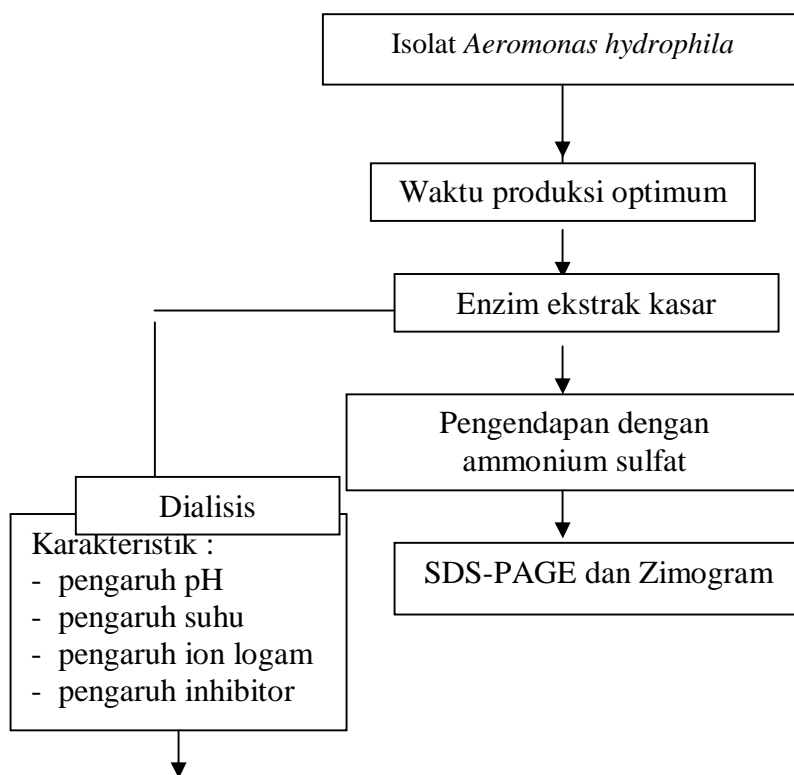 Isolat Aeromonas hydrophila
Waktu produksi optimum
Enzim ekstrak kasar
Pengendapan dengan
ammonium sulfat
SDS-PAGE dan Zimogram
Dialisis
Karakteristik :
- pengaruh pH
- pengaruh suhu
- pengaruh ion logam
- pengaruh inhibitor